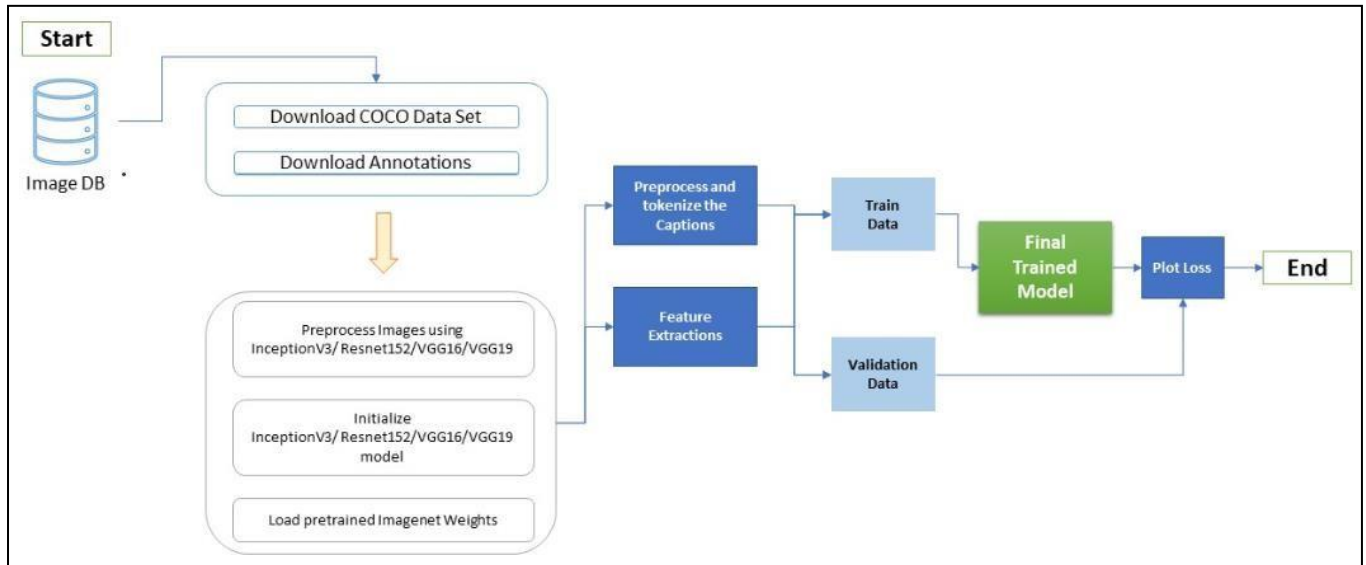 Start
Image DB
Download COCO Data Set
Download Annotations
Preprocess Images using
InceptionV3/ Resnet152/VGG16/VGG19
Initialize
InceptionV3/ Resnet152/VGG16/VGG19
model
Load pretrained Imagenet Weights
Preprocess and
tokenize the
Captions
Feature
Extractions
Train
Data
Validation
Data
Final
Trained
Model
Plot Loss
End